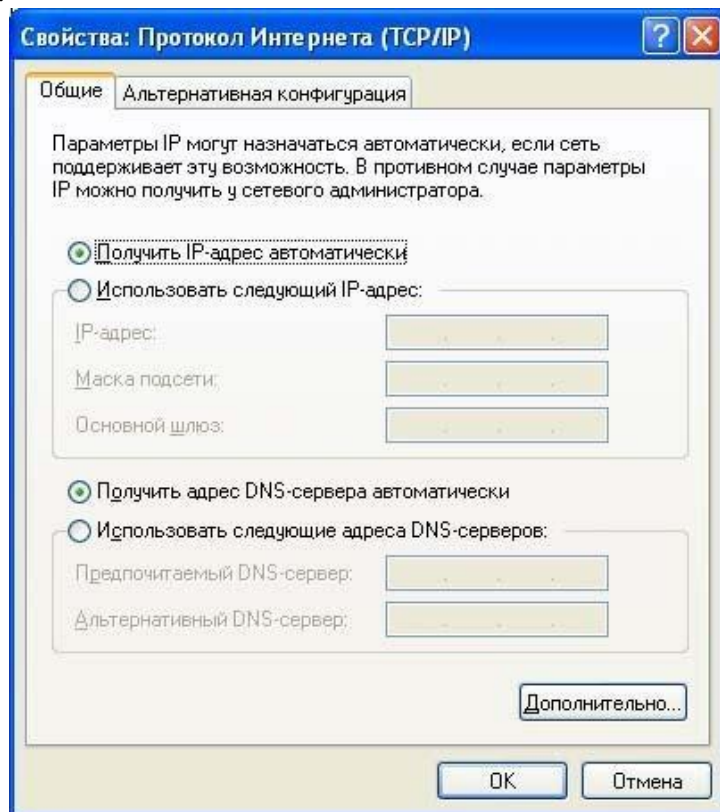 Свойства: Протокол Интернета (TCP/IP)
Общие
Альтернативная конфигурация
Параметры IP могут назначаться автоматически, если сеть
поддерживает эту возможность. В противном случае параметры
IP можно получить у сетевого администратора.
Получить IP-адрес автоматически
Использовать следующий IP-адрес:
IP-адрес:
Маска подсети:
Основной шлюз:
Получить адрес DNS-сервера автоматически
Использовать следующие адреса DNS-серверов:
Предпочитаемый DNS-сервер:
Альтернативный DNS-сервер:
Дополнительно...
OK
Отмена